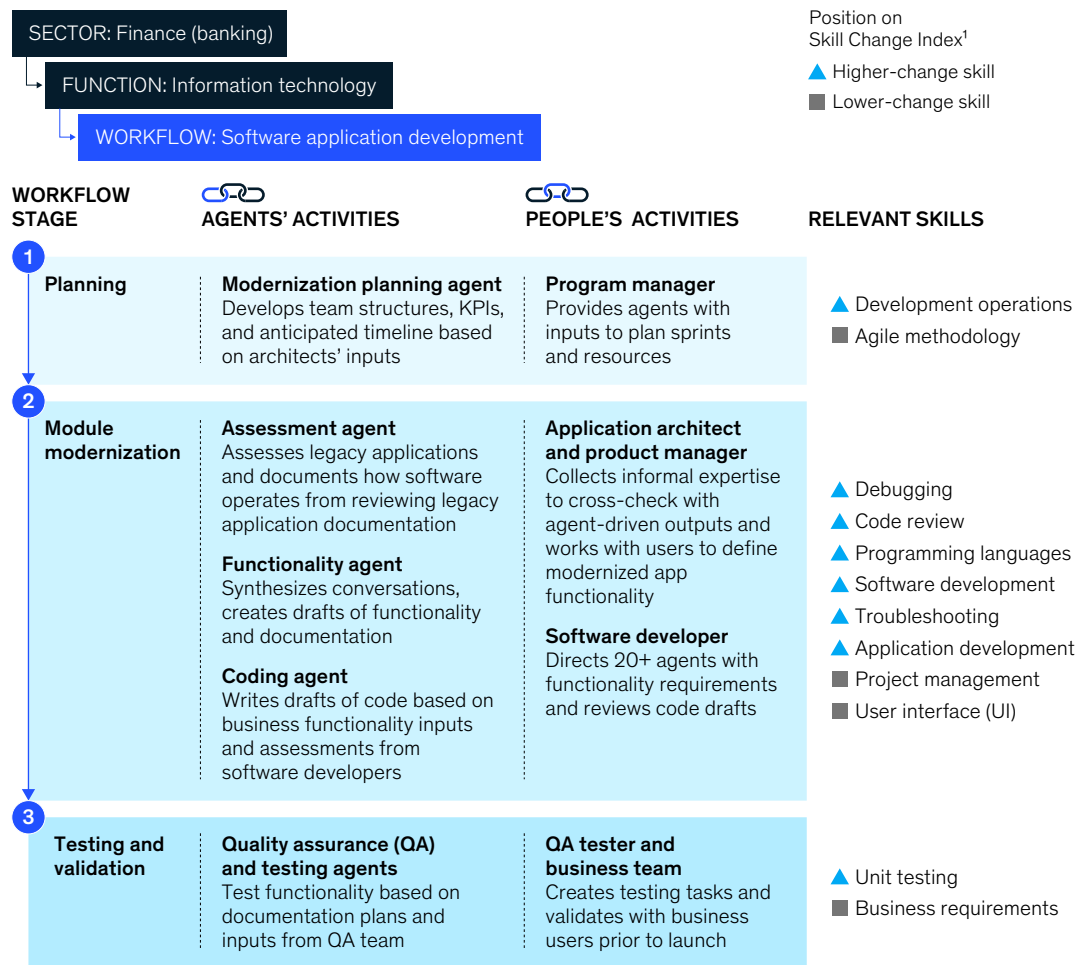 SECTOR: Finance (banking)
FUNCTION: Information technology
WORKFLOW: Software application development
Position on
Skill Change Index¹
Higher-change skill
Lower-change skill
WORKFLOW
STAGE
AGENTS’ ACTIVITIES
PEOPLE’S ACTIVITIES
RELEVANT SKILLS
1
Planning
Modernization planning agent
Develops team structures, KPIs,
and anticipated timeline based
on architects’ inputs
Program manager
Provides agents with
inputs to plan sprints
and resources
Development operations
Agile methodology
2
Module
modernization
Assessment agent
Assesses legacy applications
and documents how software
operates from reviewing legacy
application documentation
Functionality agent
Synthesizes conversations,
creates drafts of functionality
and documentation
Coding agent
Writes drafts of code based on
business functionality inputs
and assessments from
software developers
Application architect
and product manager
Collects informal expertise
to cross-check with
agent-driven outputs and
works with users to define
modernized app
functionality
Software developer
Directs 20+ agents with
functionality requirements
and reviews code drafts
Debugging
Code review
Programming languages
Software development
Troubleshooting
Application development
Project management
User interface (UI)
3
Testing and
validation
Quality assurance (QA)
and testing agents
Test functionality based on
documentation plans and
inputs from QA team
QA tester and
business team
Creates testing tasks and
validates with business
users prior to launch
Unit testing
Business requirements